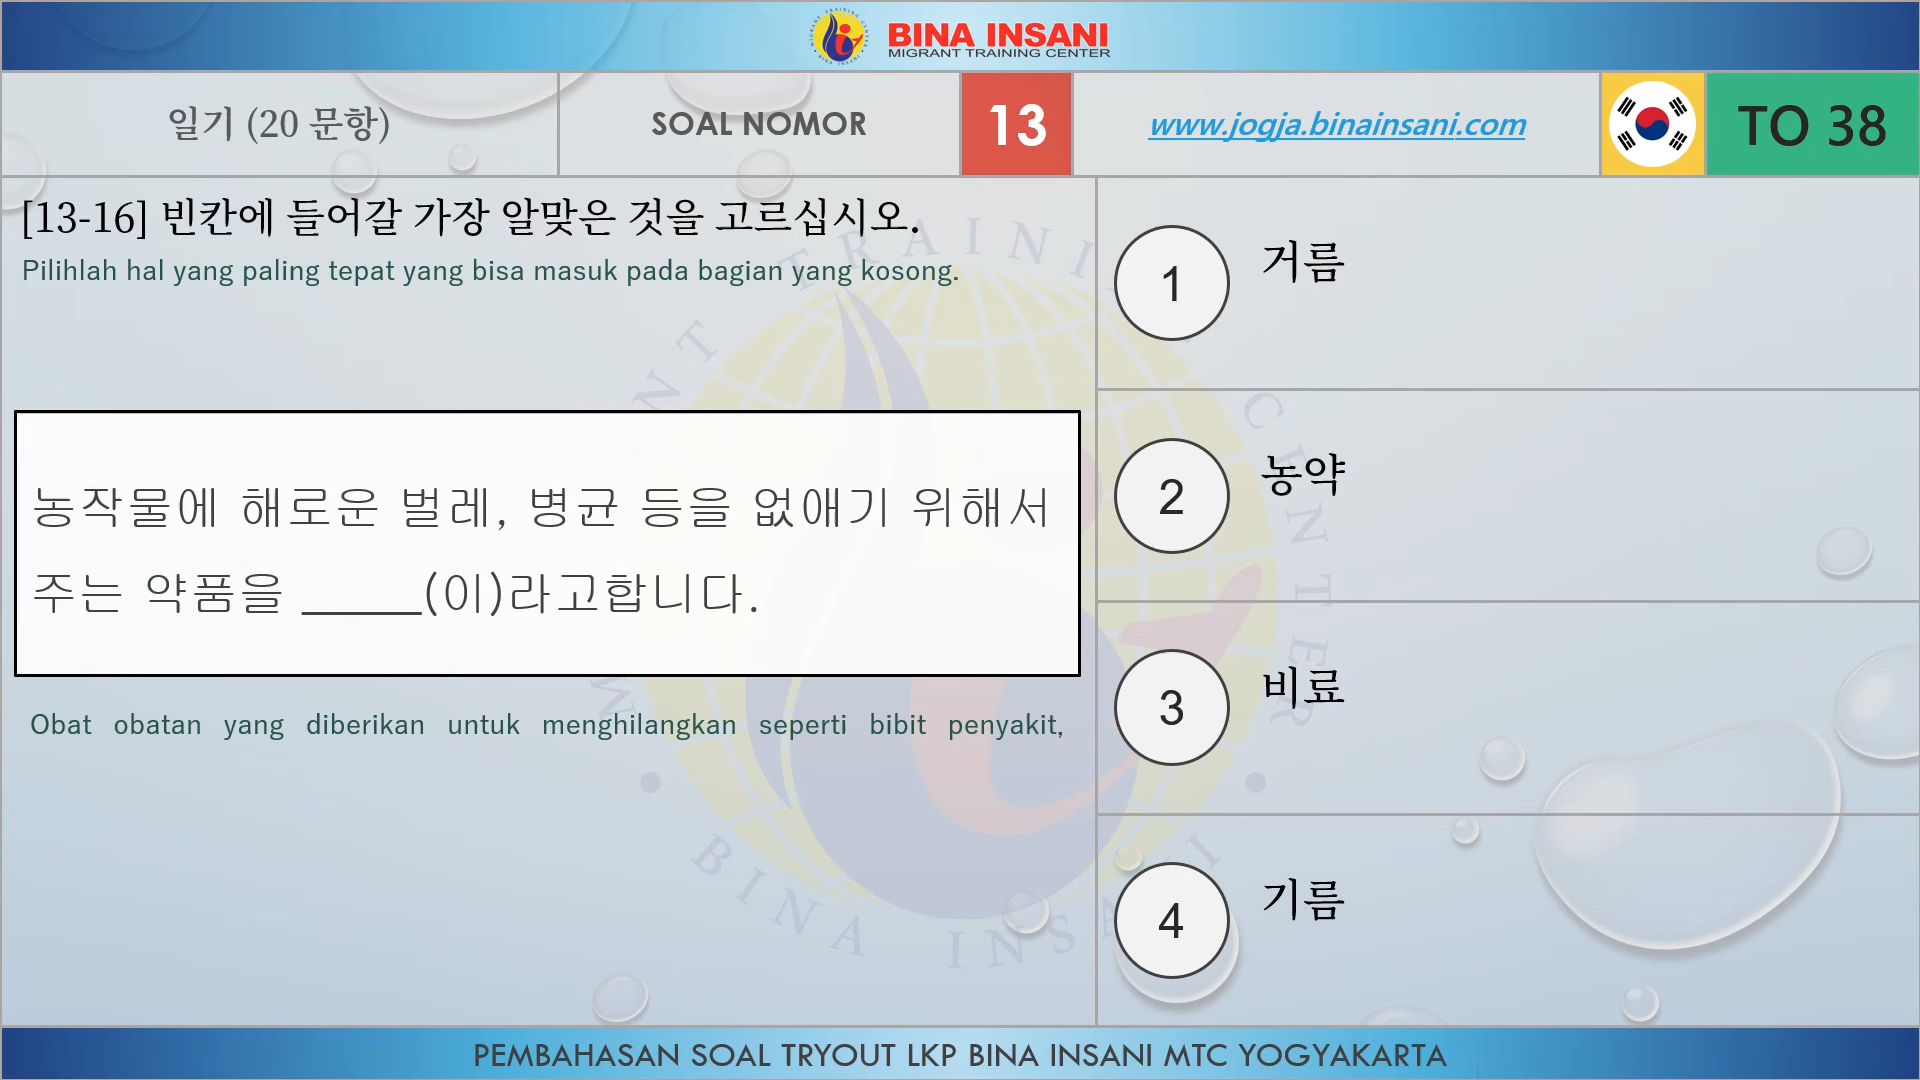 BINA INSANI
MIGRANT TRAINING CENTER
일기 (20 문항)
SOAL NOMOR
13
www.jogja.binainsani.com
TO 38
[13-16] 빈칸에 들어갈 가장 알맞은 것을 고르십시오.
Pilihlah hal yang paling tepat yang bisa masuk pada bagian yang kosong.
농작물에 해로운 벌레, 병균 등을 없애기 위해서
주는 약품을 _____(이)라고합니다.
Obat obatan yang diberikan untuk menghilangkan seperti bibit penyakit,
1 거름
2 농약
3 비료
4 기름
MIGRANT TRAINING CENTER
BINA INSANI
PEMBAHASAN SOAL TRYOUT LKP BINA INSANI MTC YOGYAKARTA